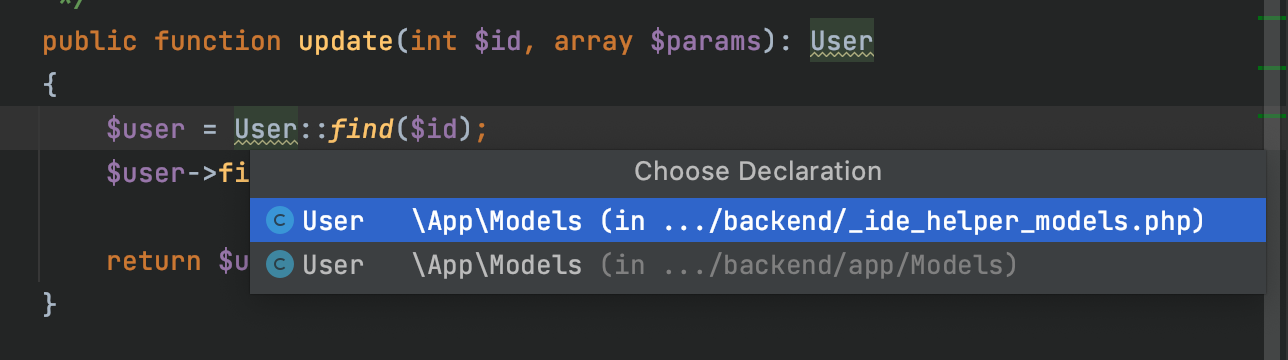 */
public function update(int $id, array $params): User
{
$user = User::find($id);
$user->fi
Choose Declaration
User \App\Models (in .../backend/_ide_helper_models.php)
User \App\Models (in .../backend/app/Models)
return $u
}